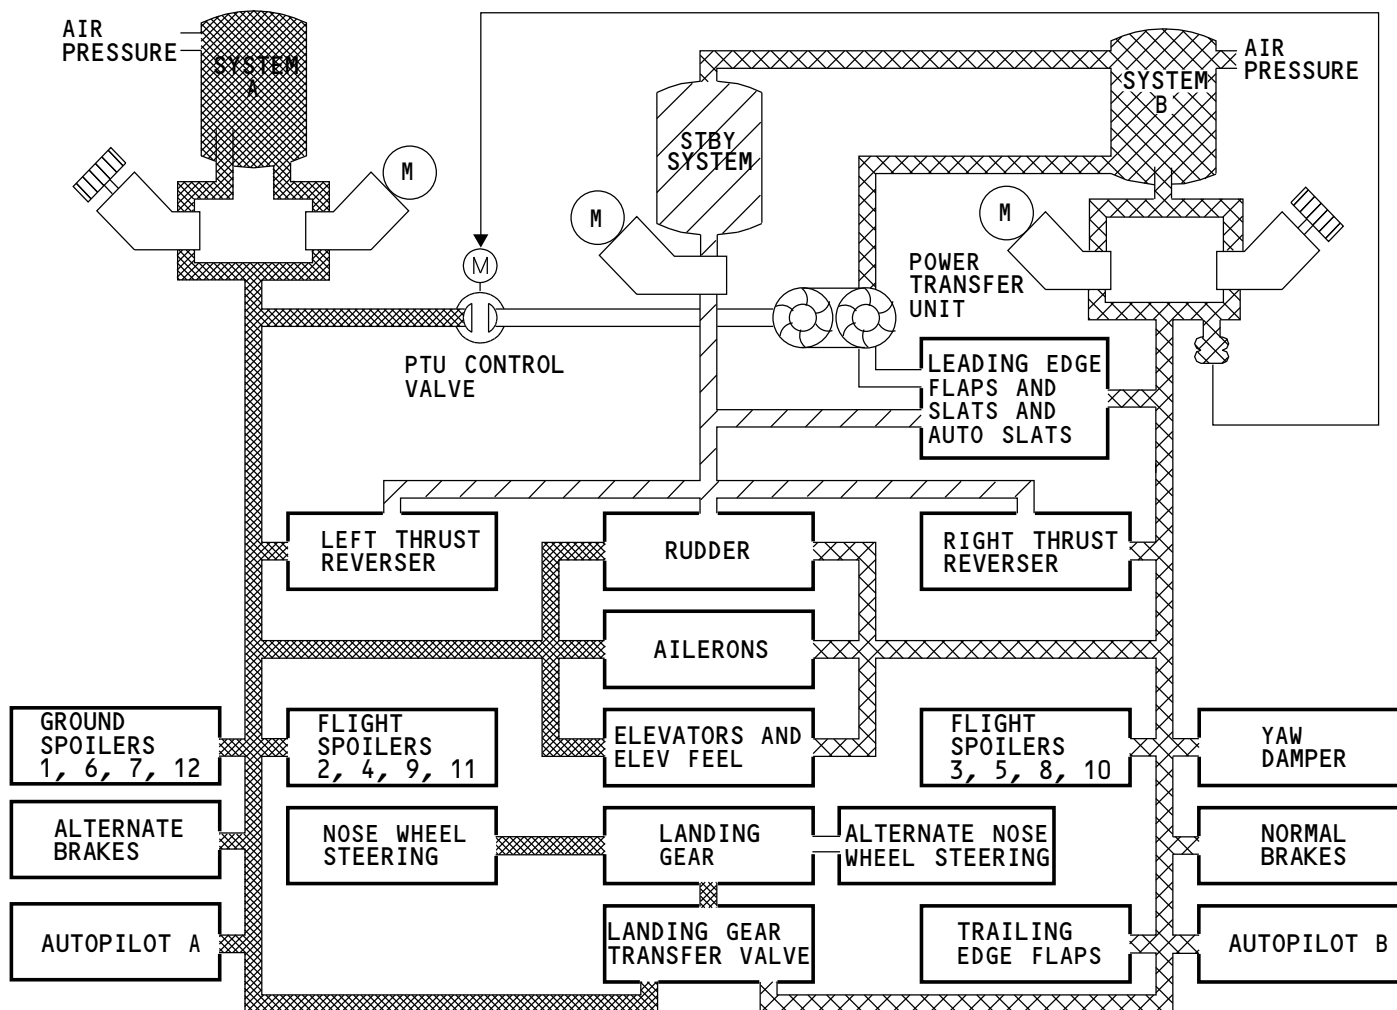 AIR
PRESSURE
SYSTEM
A
M
M
STBY
SYSTEM
M
SYSTEM
B
AIR
PRESSURE
M
PTU CONTROL
VALVE
POWER
TRANSFER
UNIT
LEADING EDGE
FLAPS AND
SLATS AND
AUTO SLATS
LEFT THRUST
REVERSER
RUDDER
RIGHT THRUST
REVERSER
AILERONS
GROUND
SPOILERS
1, 6, 7, 12
FLIGHT
SPOILERS
2, 4, 9, 11
ELEVATORS AND
ELEV FEEL
FLIGHT
SPOILERS
3, 5, 8, 10
YAW
DAMPER
ALTERNATE
BRAKES
NOSE WHEEL
STEERING
LANDING
GEAR
ALTERNATE NOSE
WHEEL STEERING
NORMAL
BRAKES
AUTOPILOT A
LANDING GEAR
TRANSFER VALVE
TRAILING
EDGE FLAPS
AUTOPILOT B